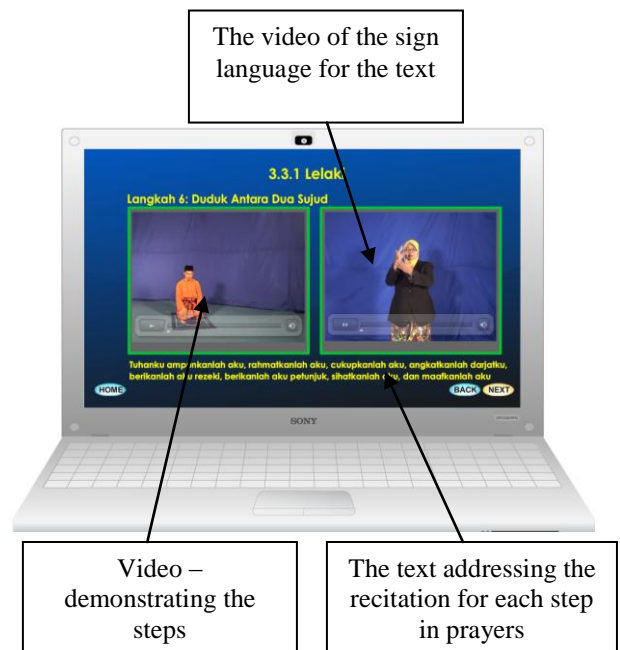 The video of the sign
language for the text
3.3.1 Lelaki
Langkah 6: Duduk Antara Dua Sujud
Tuhanku ampunkanlah aku, rahmatkanlah aku, cukupkanlah aku, angkatkanlah darjatku,
berikanlah aku rezeki, berikanlah aku petunjuk, sihatkanlah aku, dan maafkanlah aku
HOME
BACK NEXT
SONY
Video –
demonstrating the
steps
The text addressing the
recitation for each step
in prayers